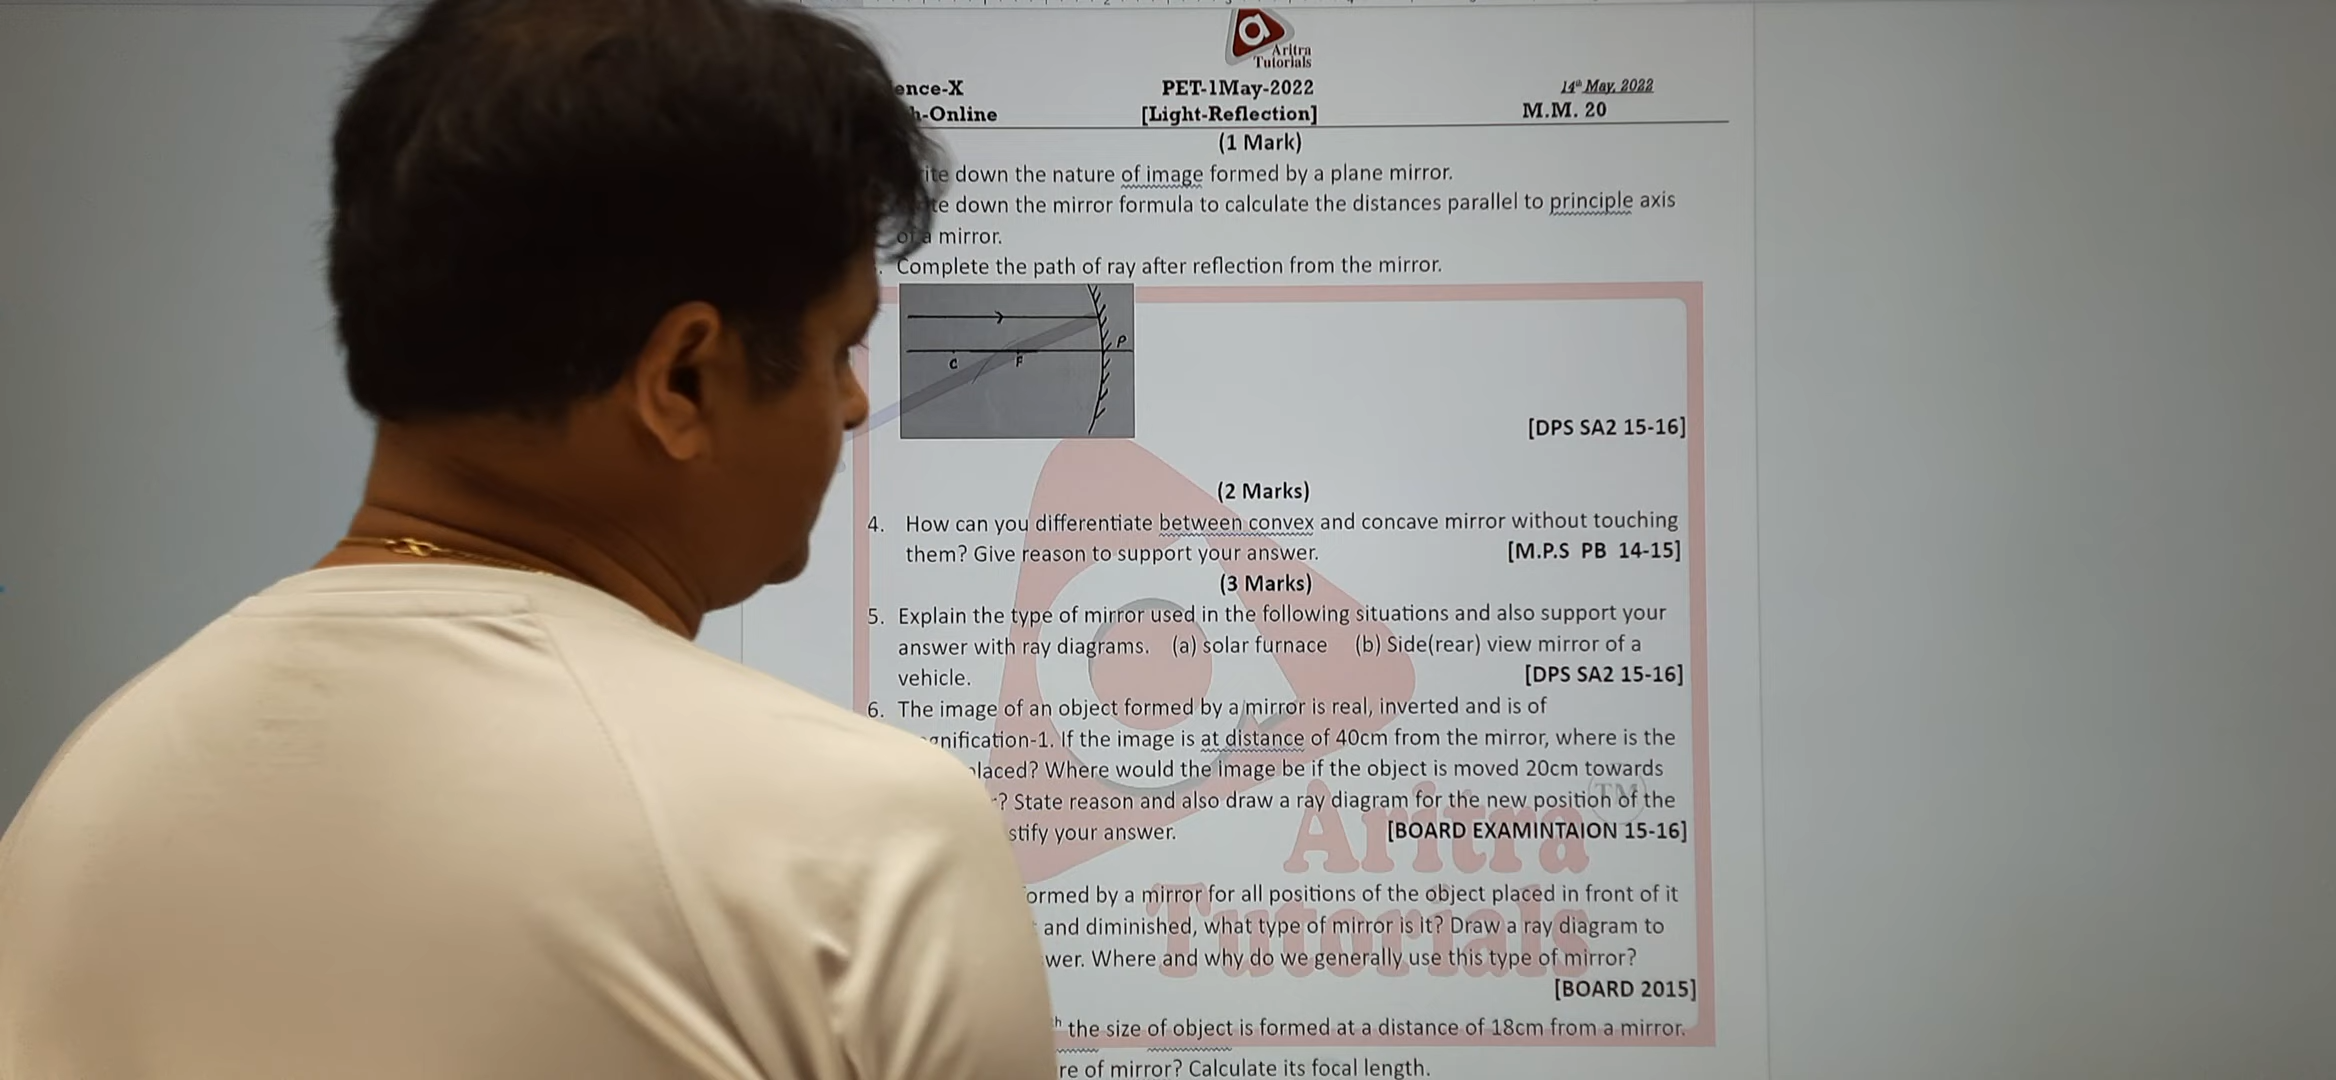 a
Aritra
Tutorials
ence-X PET-1May-2022 14th May, 2022
-Online [Light-Reflection] M.M. 20
(1 Mark)
ite down the nature of image formed by a plane mirror.
te down the mirror formula to calculate the distances parallel to principle axis
of a mirror.
. Complete the path of ray after reflection from the mirror.
C F P
[DPS SA2 15-16]
(2 Marks)
4. How can you differentiate between convex and concave mirror without touching
them? Give reason to support your answer. [M.P.S PB 14-15]
(3 Marks)
5. Explain the type of mirror used in the following situations and also support your
answer with ray diagrams. (a) solar furnace (b) Side(rear) view mirror of a
vehicle. [DPS SA2 15-16]
6. The image of an object formed by a mirror is real, inverted and is of
gnification-1. If the image is at distance of 40cm from the mirror, where is the
laced? Where would the image be if the object is moved 20cm towards
? State reason and also draw a ray diagram for the new position of the
stify your answer. [BOARD EXAMINTAION 15-16]
ormed by a mirror for all positions of the object placed in front of it
and diminished, what type of mirror is it? Draw a ray diagram to
wer. Where and why do we generally use this type of mirror?
[BOARD 2015]
h the size of object is formed at a distance of 18cm from a mirror.
re of mirror? Calculate its focal length.
Aritra TM
Tutorials